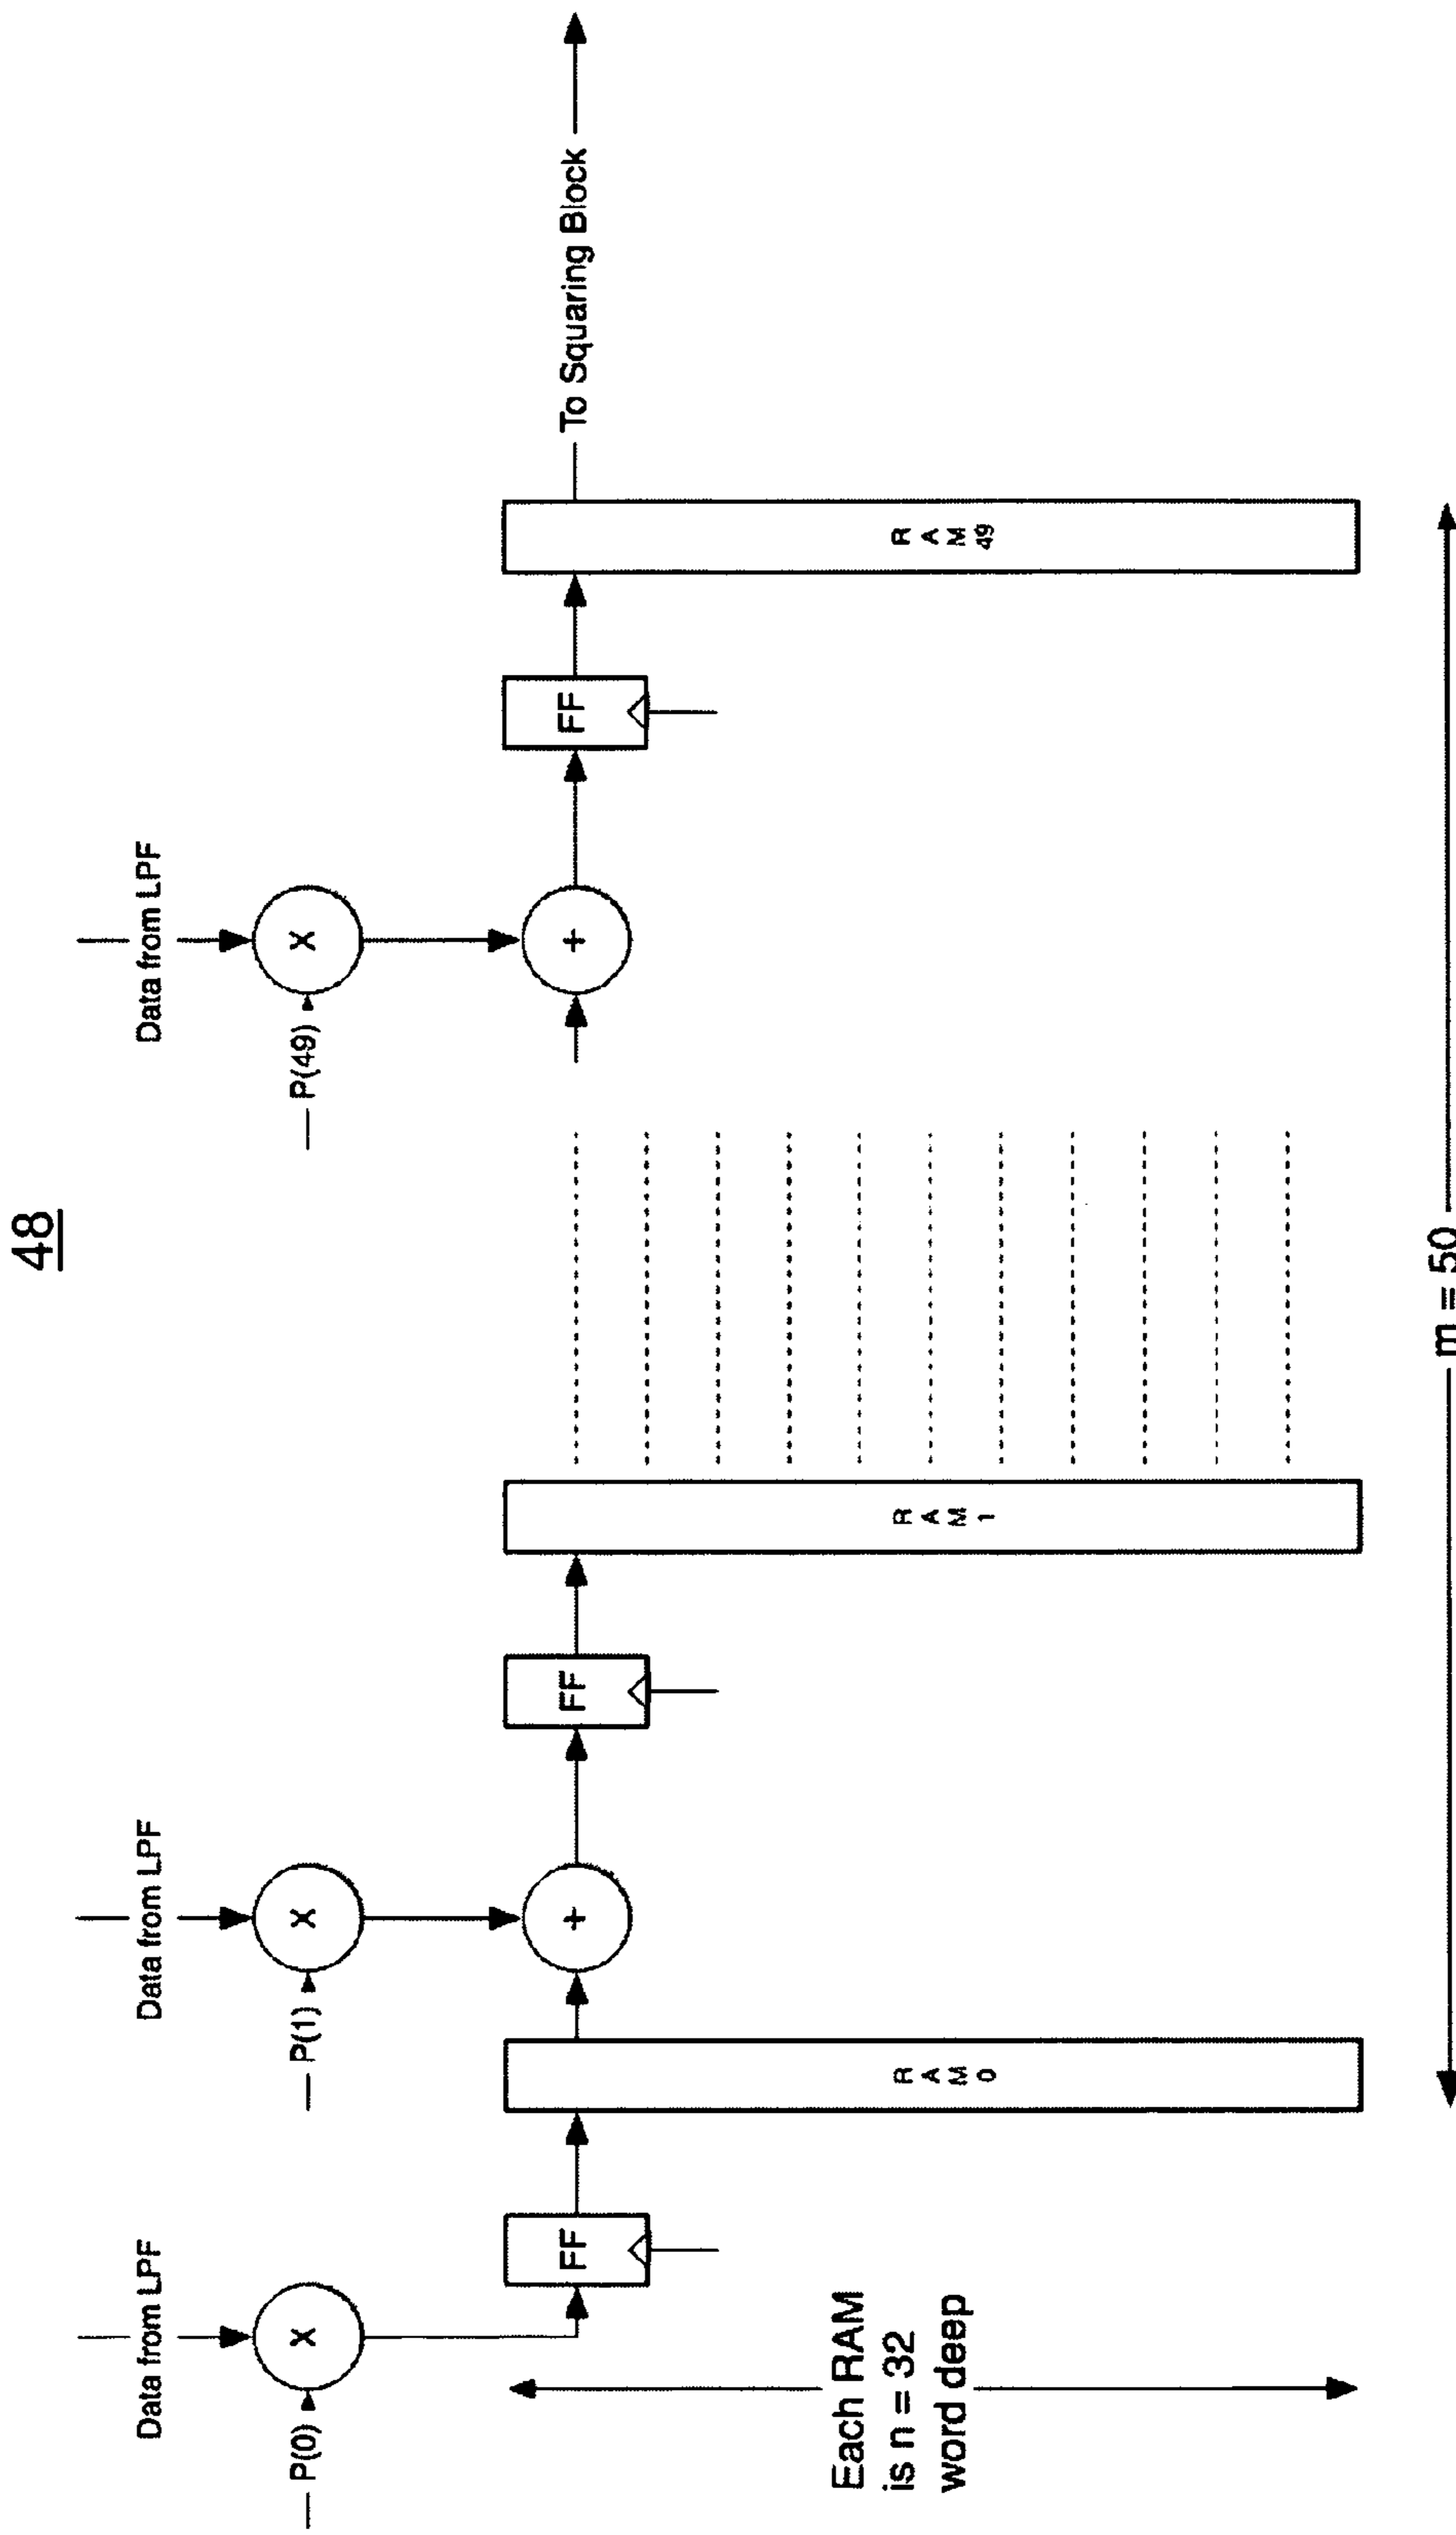 48
Data from LPF
Data from LPF
Data from LPF
P(0)
X
P(1)
X
P(49)
X
FF
+
FF
+
FF
To Squaring Block
RAM 0
RAM 1
RAM 49
Each RAM
is n = 32
word deep
m = 50